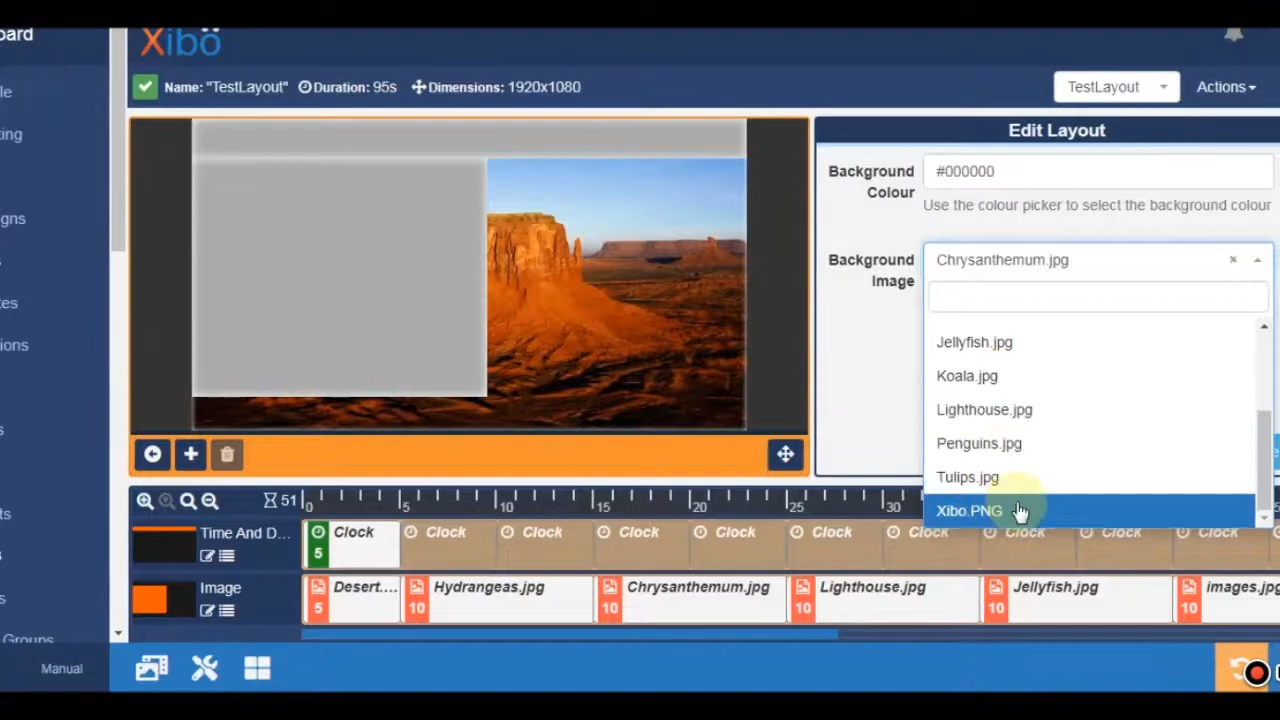 oard
Xibo
Name: "TestLayout" Duration: 95s Dimensions: 1920x1080
TestLayout
Actions
le
ting
igns
s
tes
ions
s
ts
s
s
Groups
Manual
Edit Layout
Background Colour
#000000
Use the colour picker to select the background colour
Background Image
Chrysanthemum.jpg ×
Jellyfish.jpg
Koala.jpg
Lighthouse.jpg
Penguins.jpg
Tulips.jpg
Xibo.PNG
51 0 5 10 15 20 25 30
Time And D...
5 Clock Clock Clock Clock Clock Clock Clock Clock Clock Clock
Image
5 Desert.... 10 Hydrangeas.jpg 10 Chrysanthemum.jpg 10 Lighthouse.jpg 10 Jellyfish.jpg 10 images.jpg